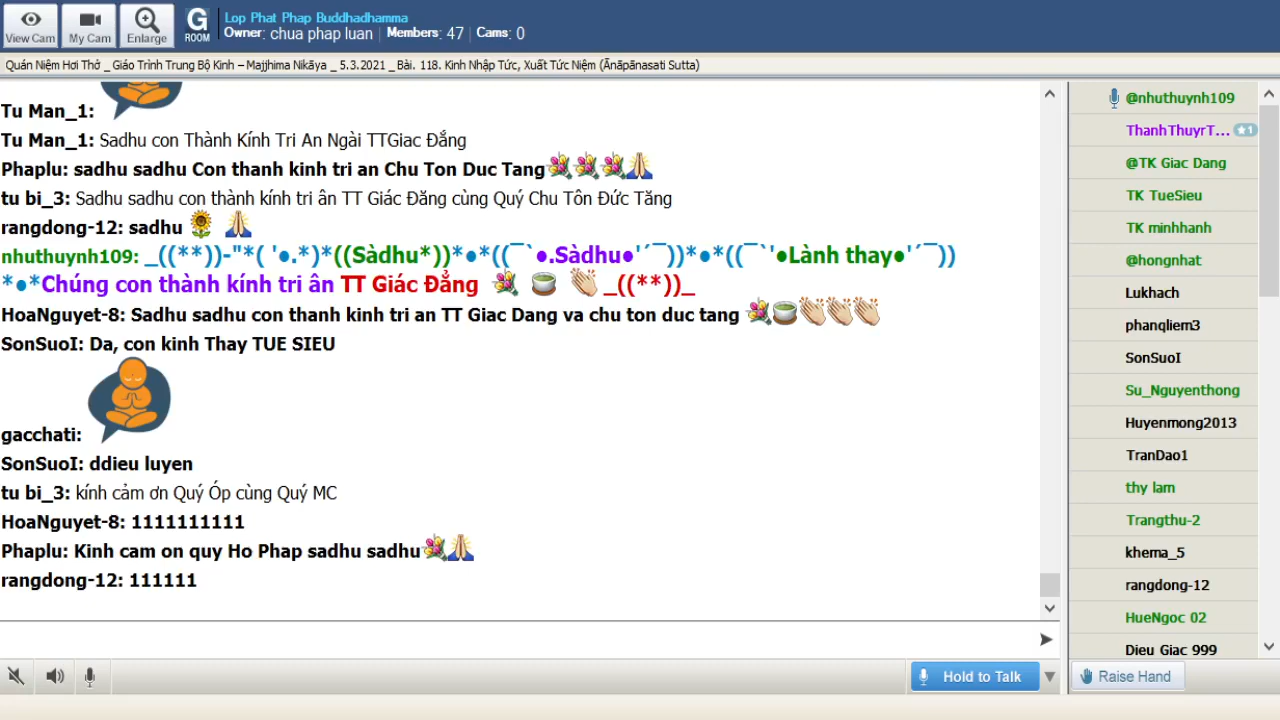 View Cam
My Cam
Enlarge
G
ROOM
Lop Phat Phap Buddhadhamma
Owner: chua phap luan | Members: 47 | Cams: 0
Quán Niệm Hơi Thở _ Giáo Trình Trung Bộ Kinh – Majjhima Nikāya _ 5.3.2021 _ Bài. 118. Kinh Nhập Tức, Xuất Tức Niệm (Ānāpānasati Sutta)
Tu Man_1:
Tu Man_1: Sadhu con Thành Kính Tri An Ngài TTGiac Đẳng
Phaplu: sadhu sadhu Con thanh kinh tri an Chu Ton Duc Tang
tu bi_3: Sadhu sadhu con thành kính tri ân TT Giác Đăng cùng Quý Chu Tôn Đức Tăng
rangdong-12: sadhu
nhuthuynh109: _((**))-"*( '●.*)*((Sàdhu*))*●*((¯`●.Sàdhu●'´¯))*●*((¯`'●Lành thay●'´¯))
*●*Chúng con thành kính tri ân TT Giác Đẳng _((**))_
HoaNguyet-8: Sadhu sadhu con thanh kinh tri an TT Giac Dang va chu ton duc tang
SonSuoI: Da, con kinh Thay TUE SIEU
gacchati:
SonSuoI: ddieu luyen
tu bi_3: kính cảm ơn Quý Óp cùng Quý MC
HoaNguyet-8: 1111111111
Phaplu: Kinh cam on quy Ho Phap sadhu sadhu
rangdong-12: 111111
Hold to Talk
@nhuthuynh109
ThanhThuyrT... ★1
@TK Giac Dang
TK TueSieu
TK minhhanh
@hongnhat
Lukhach
phanqliem3
SonSuoI
Su_Nguyenthong
Huyenmong2013
TranDao1
thy lam
Trangthu-2
khema_5
rangdong-12
HueNgoc 02
Dieu Giac 999
Raise Hand